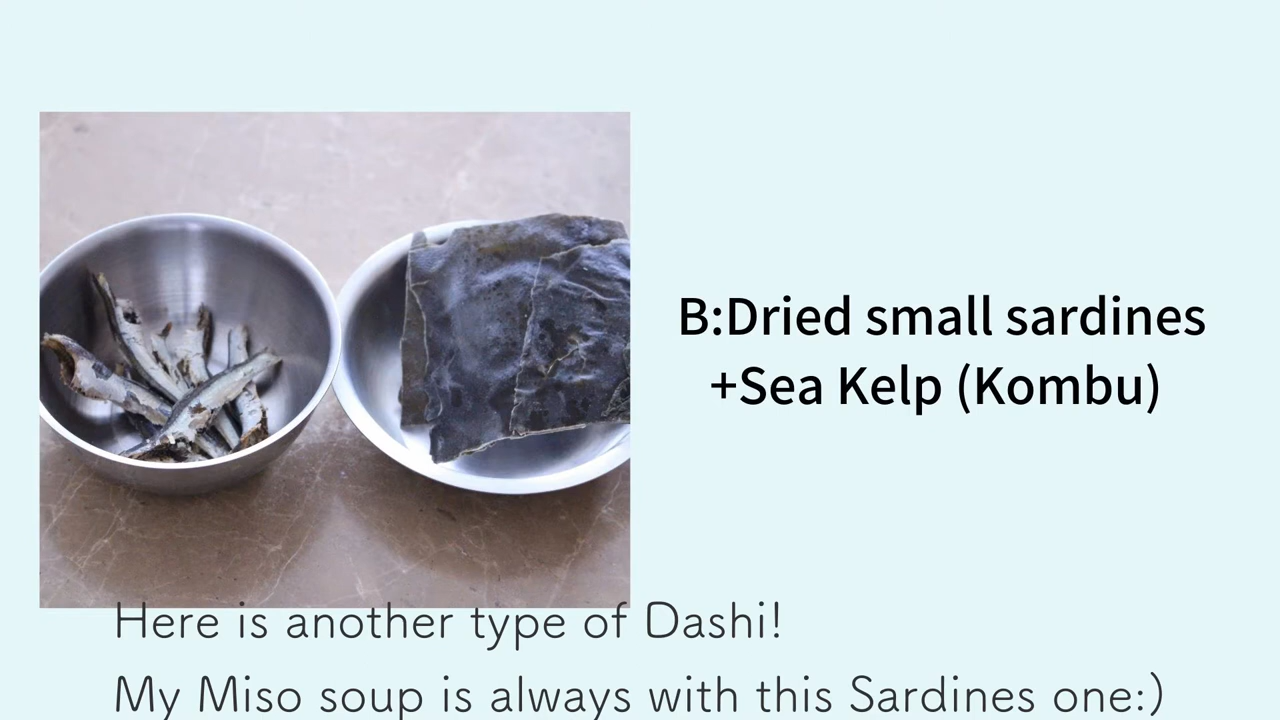 B:Dried small sardines
+Sea Kelp (Kombu)
Here is another type of Dashi!
My Miso soup is always with this Sardines one:)